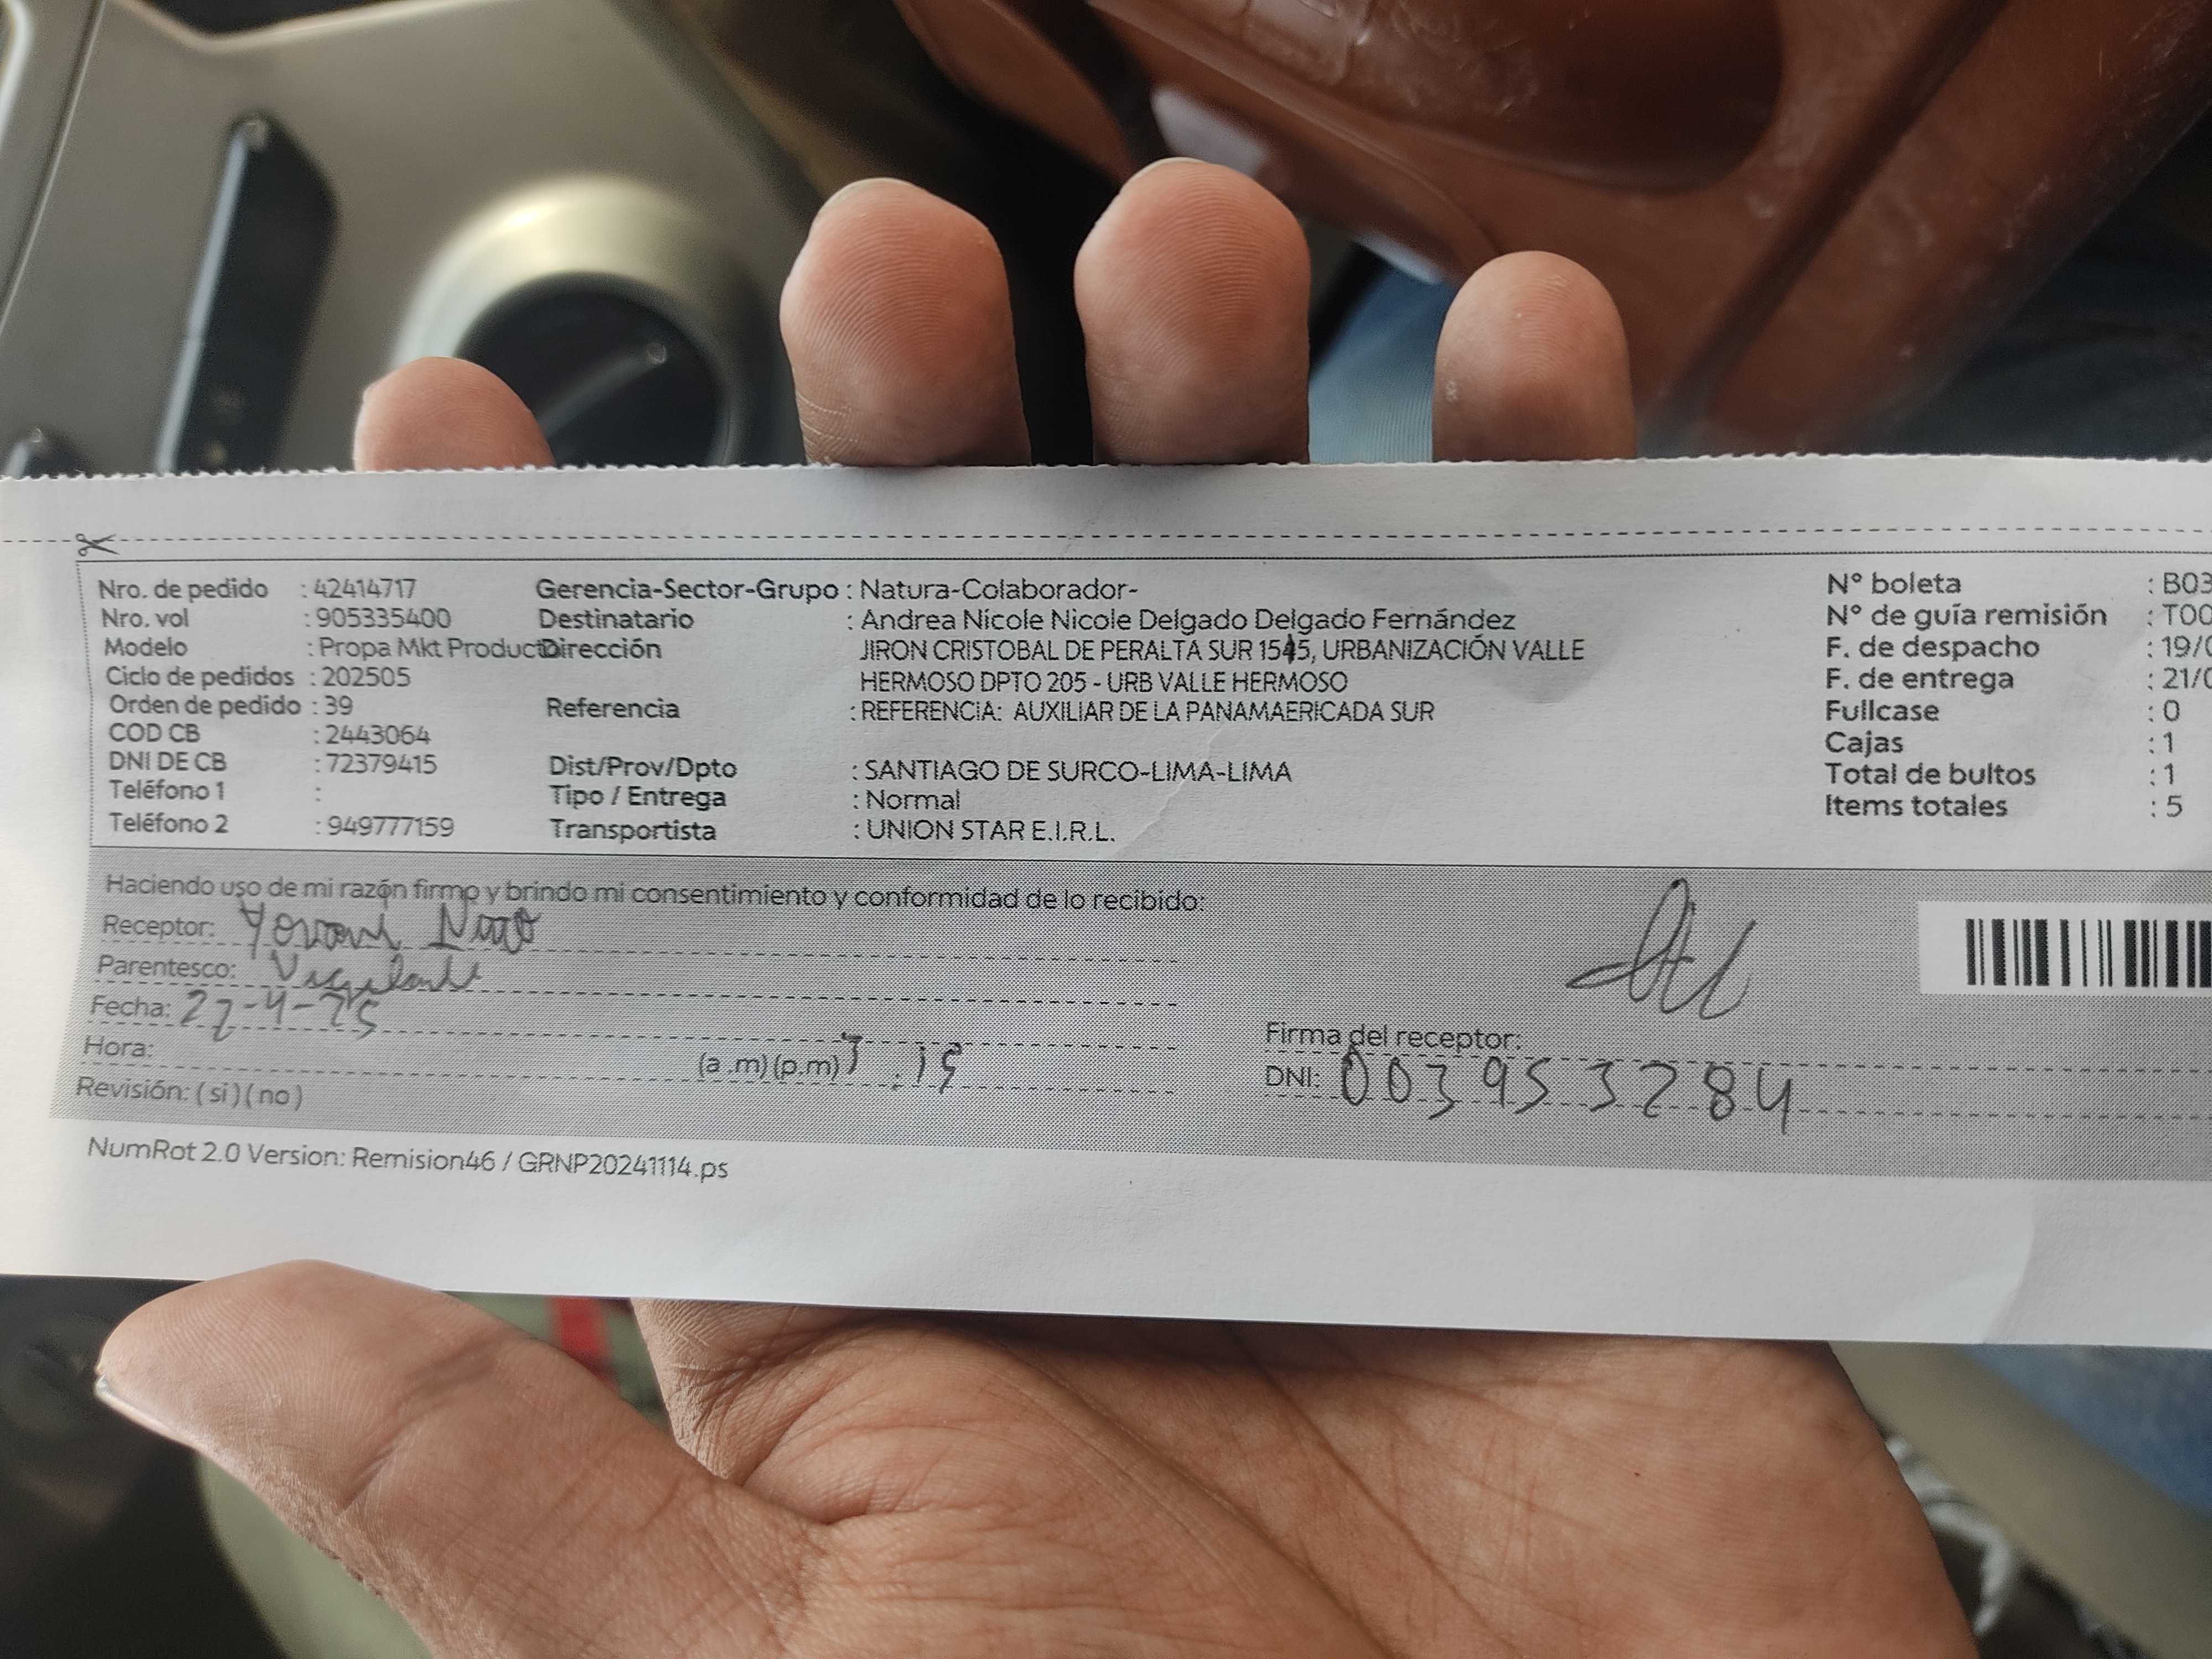 Nro. de pedido : 42414717 Gerencia-Sector-Grupo : Natura-Colaborador- N° boleta : B03
Nro. vol : 905335400 Destinatario : Andrea Nicole Nicole Delgado Delgado Fernández N° de guía remisión : T00
Modelo : Propa Mkt Producto Dirección JIRON CRISTOBAL DE PERALTA SUR 1545, URBANIZACIÓN VALLE F. de despacho : 19/0
Ciclo de pedidos : 202505 HERMOSO DPTO 205 - URB VALLE HERMOSO F. de entrega : 21/0
Orden de pedido : 39 Referencia : REFERENCIA: AUXILIAR DE LA PANAMAERICADA SUR Fullcase : 0
COD CB : 2443064 Cajas : 1
DNI DE CB : 72379415 Dist/Prov/Dpto : SANTIAGO DE SURCO-LIMA-LIMA Total de bultos : 1
Teléfono 1 : Tipo / Entrega : Normal Items totales : 5
Teléfono 2 : 949777159 Transportista : UNION STAR E.I.R.L.
Haciendo uso de mi razón firmo y brindo mi consentimiento y conformidad de lo recibido:
Receptor:
Parentesco: Vigilante
Fecha: 22-4-25
Hora: (a .m) (p.m) 7 : 15
Firma del receptor:
DNI: 003953284
Revisión: ( si ) ( no )
NumRot 2.0 Version: Remision46 / GRNP20241114.ps